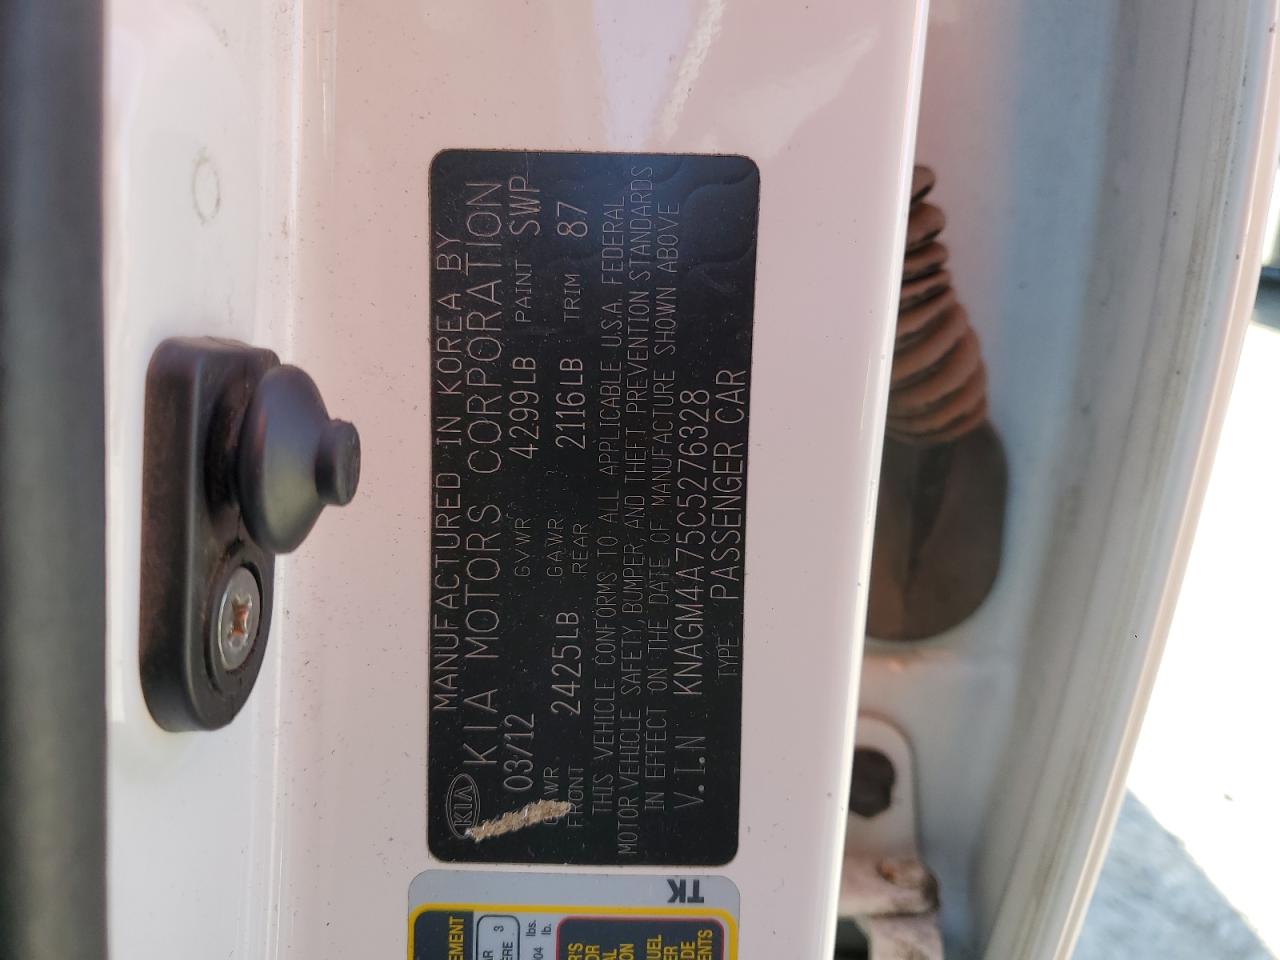 KIA
MANUFACTURED IN KOREA BY
KIA MOTORS CORPORATION
03/12 GVWR 4299LB PAINT SWP
GAWR FRONT 2425LB GAWR REAR 2116LB TRIM 87
THIS VEHICLE CONFORMS TO ALL APPLICABLE U.S.A. FEDERAL
MOTOR VEHICLE SAFETY, BUMPER, AND THEFT PREVENTION STANDARDS
IN EFFECT ON THE DATE OF MANUFACTURE SHOWN ABOVE
V.I.N KNAGM4A75C5276328
TYPE PASSENGER CAR
TK